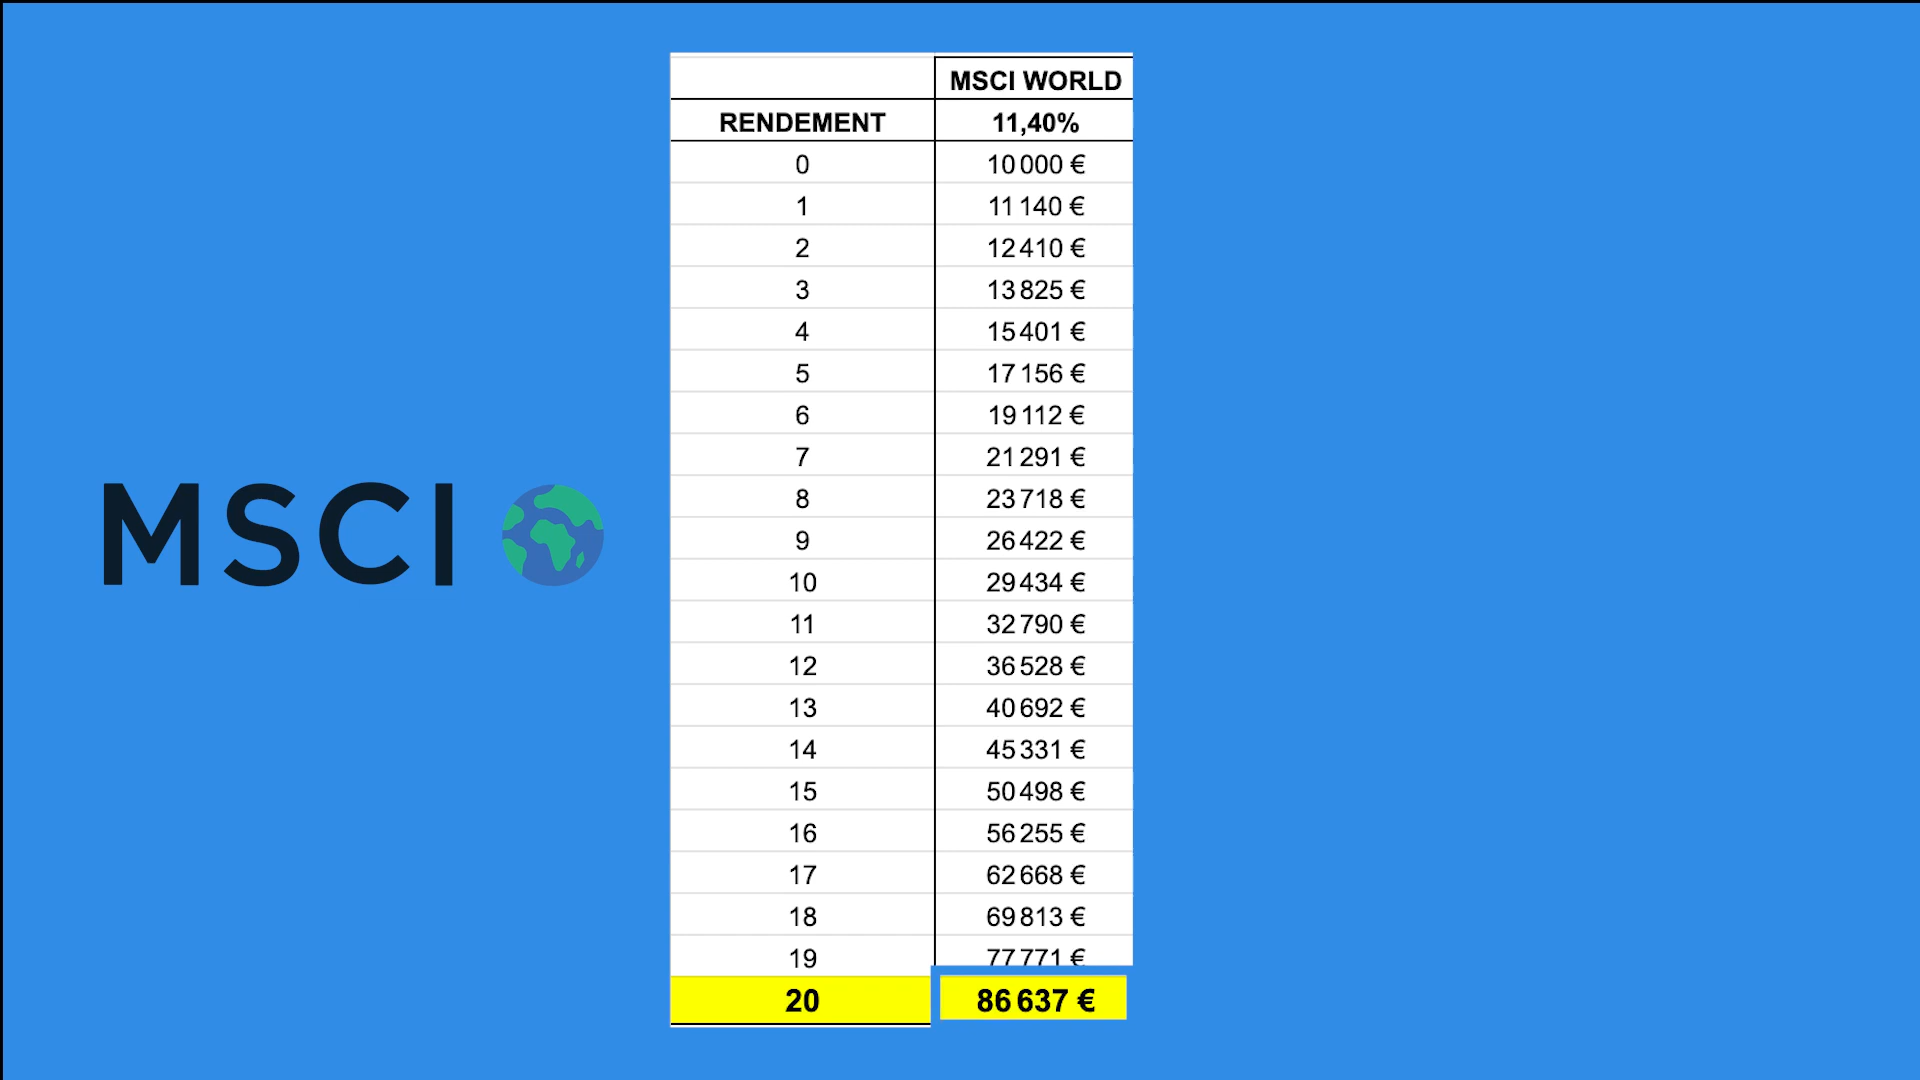 MSCI WORLD
RENDEMENT 11,40%
0 10 000 €
1 11 140 €
2 12 410 €
3 13 825 €
4 15 401 €
5 17 156 €
6 19 112 €
7 21 291 €
8 23 718 €
9 26 422 €
10 29 434 €
11 32 790 €
12 36 528 €
13 40 692 €
14 45 331 €
15 50 498 €
16 56 255 €
17 62 668 €
18 69 813 €
19 77 771 €
20 86 637 €
MSCI